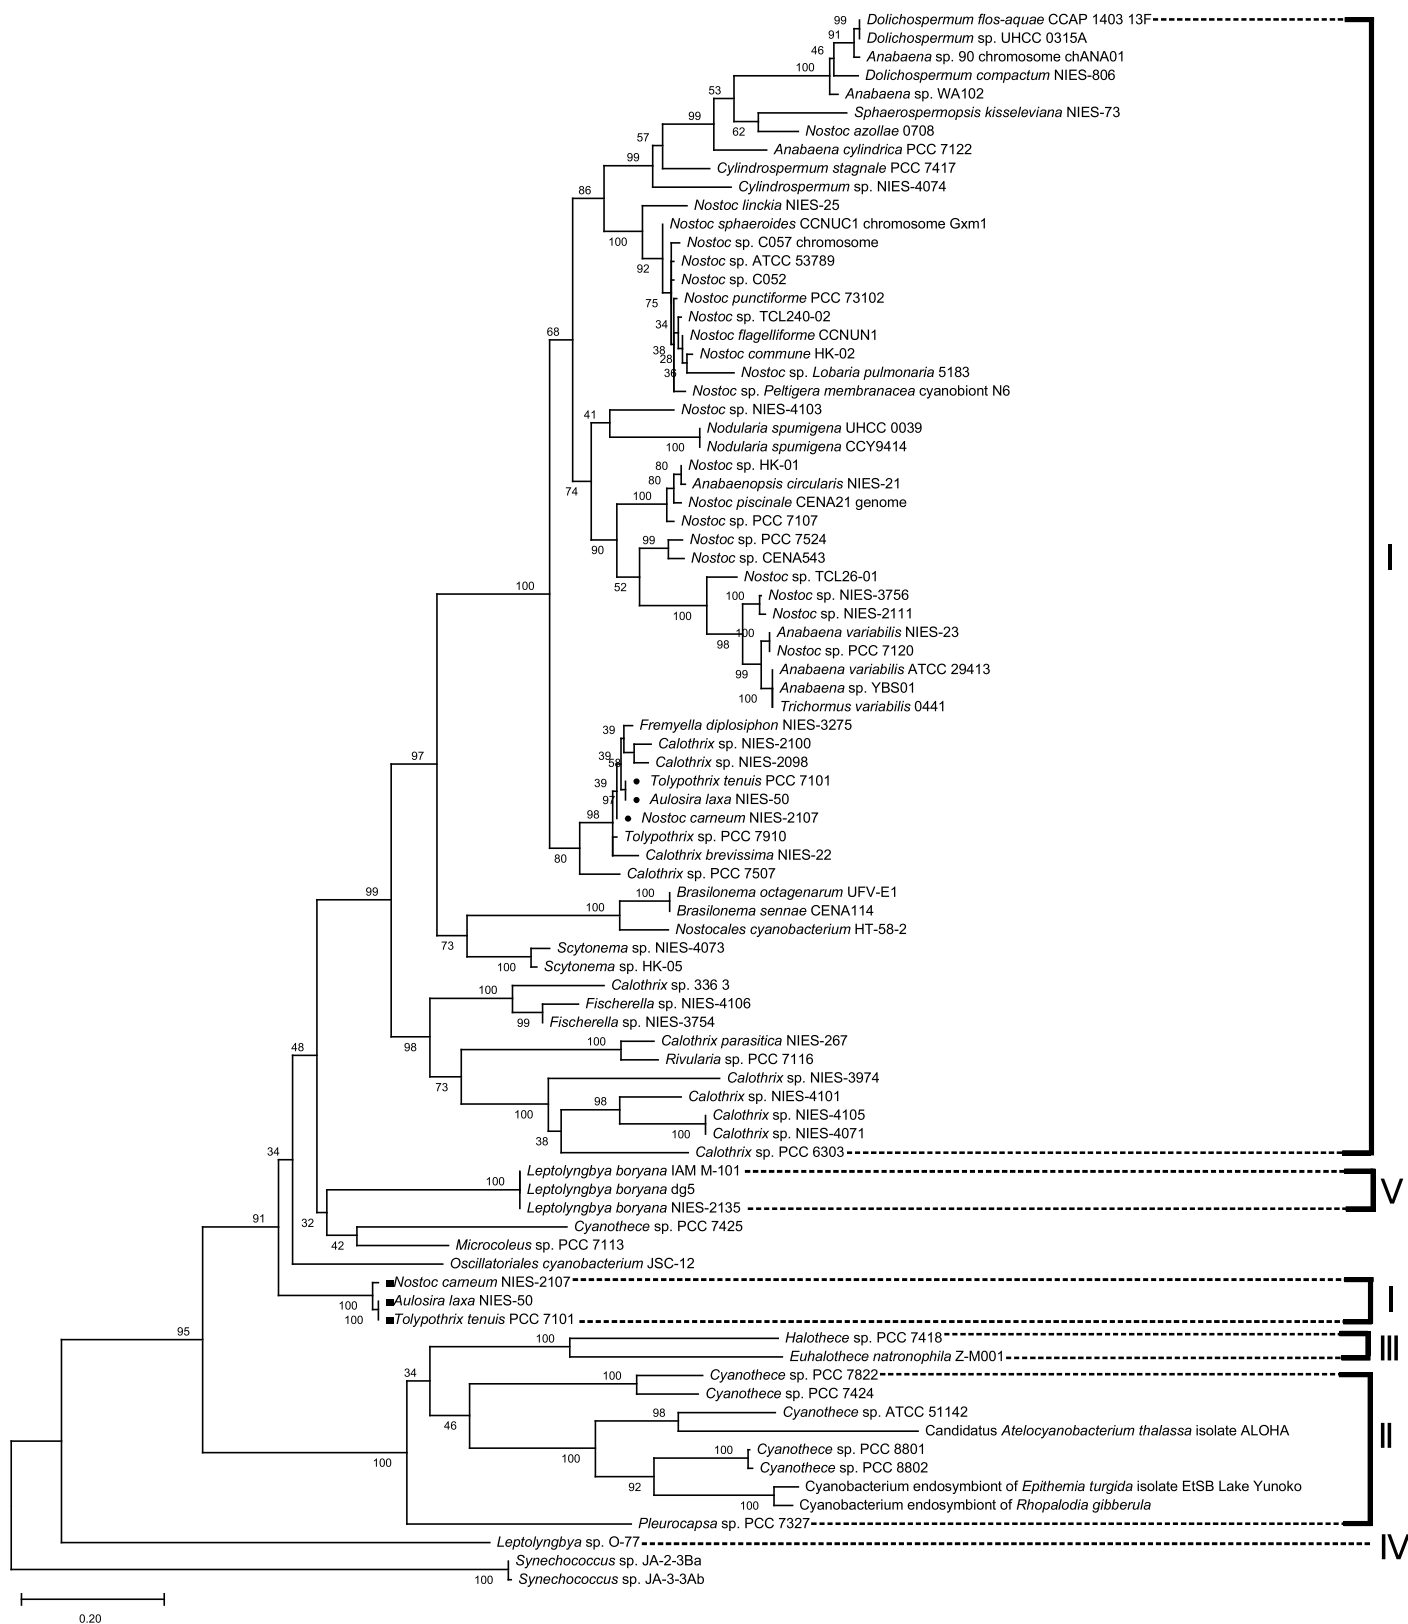 99
Dolichospermum flos-aquae CCAP 1403 13F
91
Dolichospermum sp. UHCC 0315A
46
Anabaena sp. 90 chromosome chANA01
100
Dolichospermum compactum NIES-806
53
Anabaena sp. WA102
Sphaerospermopsis kisseleviana NIES-73
99
62
Nostoc azollae 0708
57
Anabaena cylindrica PCC 7122
99
Cylindrospermum stagnale PCC 7417
86
Cylindrospermum sp. NIES-4074
Nostoc linckia NIES-25
Nostoc sphaeroides CCNUC1 chromosome Gxm1
100
Nostoc sp. C057 chromosome
92
Nostoc sp. ATCC 53789
Nostoc sp. C052
75
Nostoc punctiforme PCC 73102
34
Nostoc sp. TCL240-02
68
Nostoc flagelliforme CCNUN1
38
Nostoc commune HK-02
28
36
Nostoc sp. Lobaria pulmonaria 5183
Nostoc sp. Peltigera membranacea cyanobiont N6
41
Nostoc sp. NIES-4103
Nodularia spumigena UHCC 0039
100
Nodularia spumigena CCY9414
80
Nostoc sp. HK-01
80
Anabaenopsis circularis NIES-21
74
100
Nostoc piscinale CENA21 genome
Nostoc sp. PCC 7107
99
Nostoc sp. PCC 7524
90
Nostoc sp. CENA543
I
52
Nostoc sp. TCL26-01
100
100
Nostoc sp. NIES-3756
100
Nostoc sp. NIES-2111
100
Anabaena variabilis NIES-23
98
Nostoc sp. PCC 7120
99
Anabaena variabilis ATCC 29413
Anabaena sp. YBS01
100
Trichormus variabilis 0441
39
Fremyella diplosiphon NIES-3275
Calothrix sp. NIES-2100
97
39
58
Calothrix sp. NIES-2098
39
Tolypothrix tenuis PCC 7101
97
Aulosira laxa NIES-50
98
Nostoc carneum NIES-2107
Tolypothrix sp. PCC 7910
80
Calothrix brevissima NIES-22
Calothrix sp. PCC 7507
99
100
Brasilonema octagenarum UFV-E1
100
Brasilonema sennae CENA114
Nostocales cyanobacterium HT-58-2
73
Scytonema sp. NIES-4073
100
Scytonema sp. HK-05
100
Calothrix sp. 336 3
Fischerella sp. NIES-4106
99
Fischerella sp. NIES-3754
98
100
Calothrix parasitica NIES-267
48
Rivularia sp. PCC 7116
73
Calothrix sp. NIES-3974
98
Calothrix sp. NIES-4101
100
Calothrix sp. NIES-4105
38
100
Calothrix sp. NIES-4071
34
Calothrix sp. PCC 6303
Leptolyngbya boryana IAM M-101
100
Leptolyngbya boryana dg5
V
91
32
Leptolyngbya boryana NIES-2135
Cyanothece sp. PCC 7425
42
Microcoleus sp. PCC 7113
Oscillatoriales cyanobacterium JSC-12
Nostoc carneum NIES-2107
100
Aulosira laxa NIES-50
I
100
Tolypothrix tenuis PCC 7101
95
100
Halothece sp. PCC 7418
III
Euhalothece natronophila Z-M001
34
100
Cyanothece sp. PCC 7822
Cyanothece sp. PCC 7424
46
98
Cyanothece sp. ATCC 51142
Candidatus Atelocyanobacterium thalassa isolate ALOHA
II
100
100
100
Cyanothece sp. PCC 8801
Cyanothece sp. PCC 8802
92
Cyanobacterium endosymbiont of Epithemia turgida isolate EtSB Lake Yunoko
100
Cyanobacterium endosymbiont of Rhopalodia gibberula
Pleurocapsa sp. PCC 7327
Leptolyngbya sp. O-77
IV
Synechococcus sp. JA-2-3Ba
100
Synechococcus sp. JA-3-3Ab
0.20